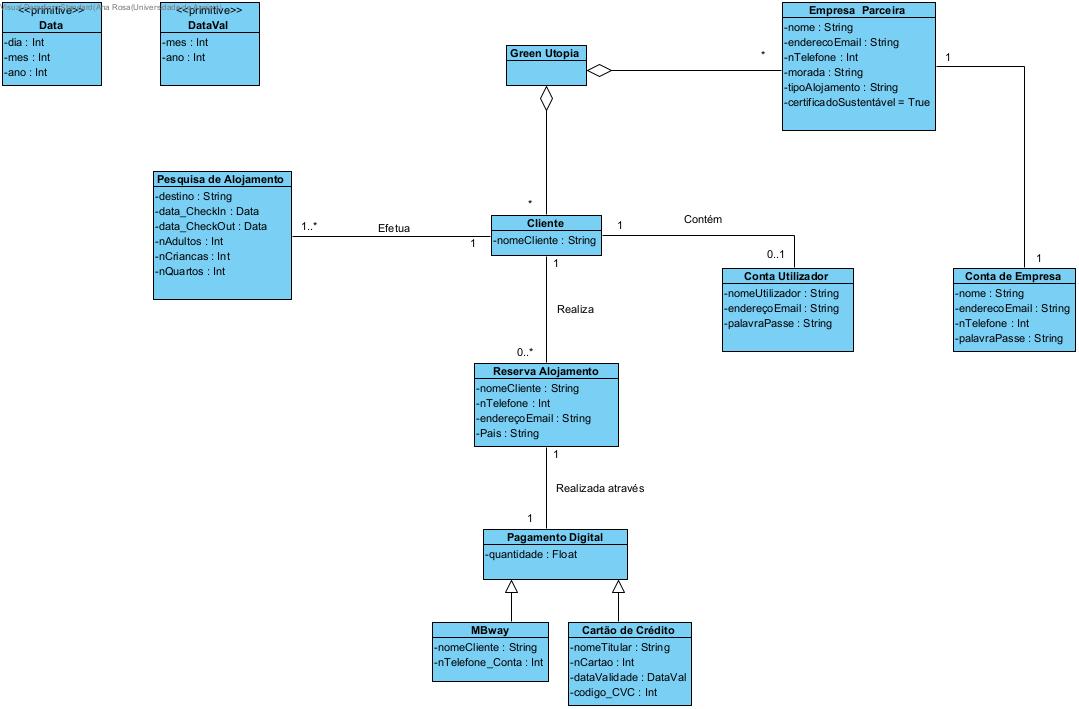 <<primitive>>
Data
-dia : Int
-mes : Int
-ano : Int
<<primitive>>
DataVal
-mes : Int
-ano : Int
Green Utopia
*
*
Empresa Parceira
-nome : String
-enderecoEmail : String
-nTelefone : Int
-morada : String
-tipoAlojamento : String
-certificadoSustentável = True
1
1
Pesquisa de Alojamento
-destino : String
-data_CheckIn : Data
-data_CheckOut : Data
-nAdultos : Int
-nCriancas : Int
-nQuartos : Int
1..*
Efetua
1
Cliente
-nomeCliente : String
1
Contém
0..1
Conta Utilizador
-nomeUtilizador : String
-endereçoEmail : String
-palavraPasse : String
Conta de Empresa
-nome : String
-enderecoEmail : String
-nTelefone : Int
-palavraPasse : String
1
Realiza
0..*
Reserva Alojamento
-nomeCliente : String
-nTelefone : Int
-endereçoEmail : String
-Pais : String
1
Realizada através
1
Pagamento Digital
-quantidade : Float
MBway
-nomeCliente : String
-nTelefone_Conta : Int
Cartão de Crédito
-nomeTitular : String
-nCartao : Int
-dataValidade : DataVal
-codigo_CVC : Int